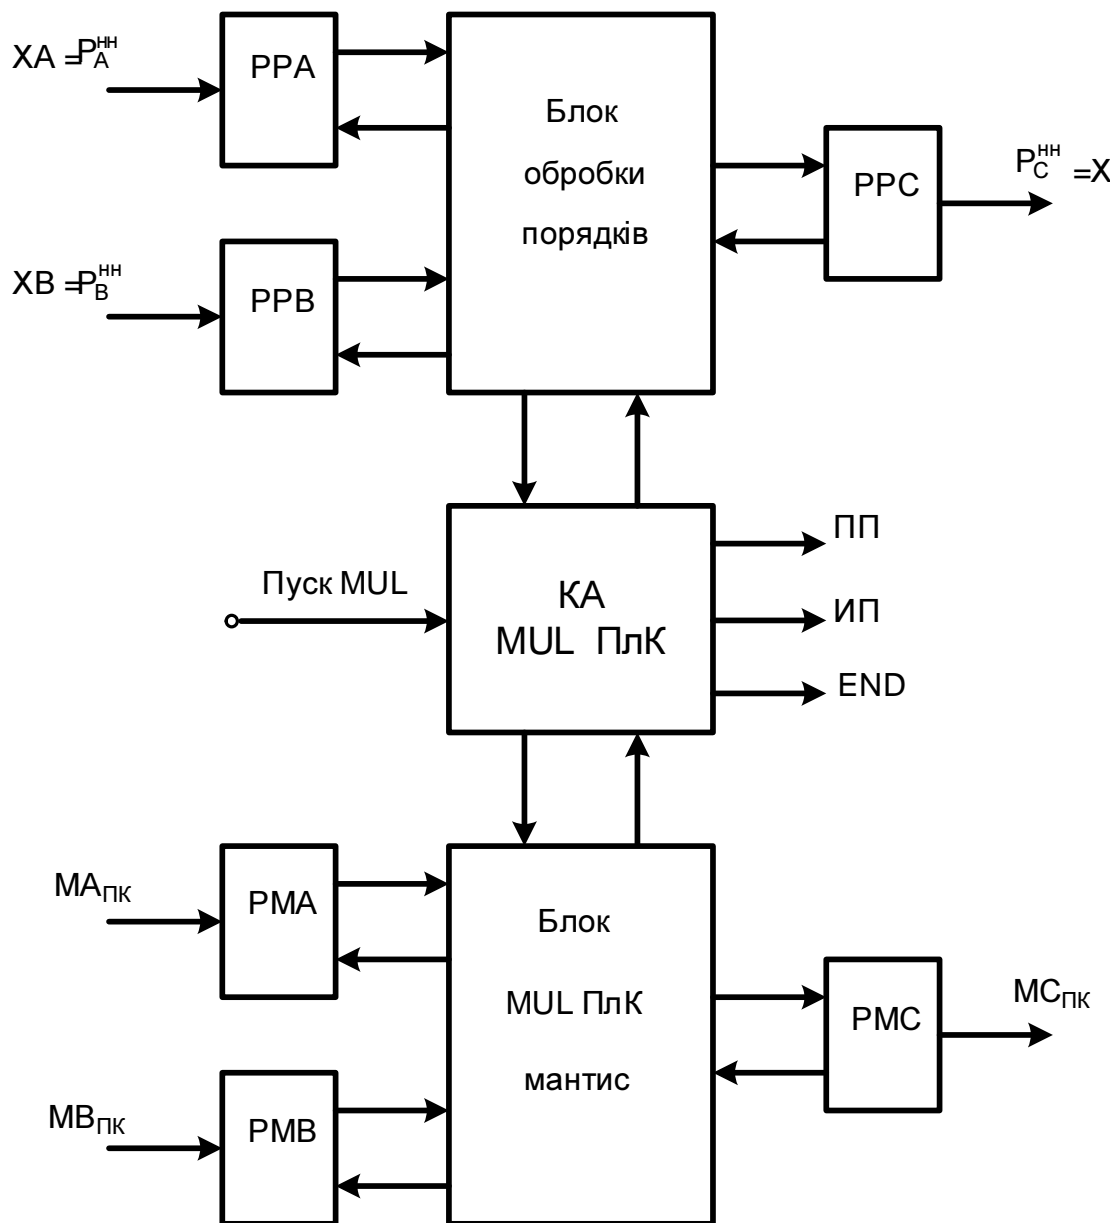 XA =P_A^нн
PPA
Блок
обробки
порядків
PPC
P_C^нн =X
XB =P_B^нн
PPB
Пуск MUL
КА
MUL ПлК
ПП
ИП
END
MA_ПК
PMA
Блок
MUL ПлК
мантис
PMC
MC_ПК
MB_ПК
PMB